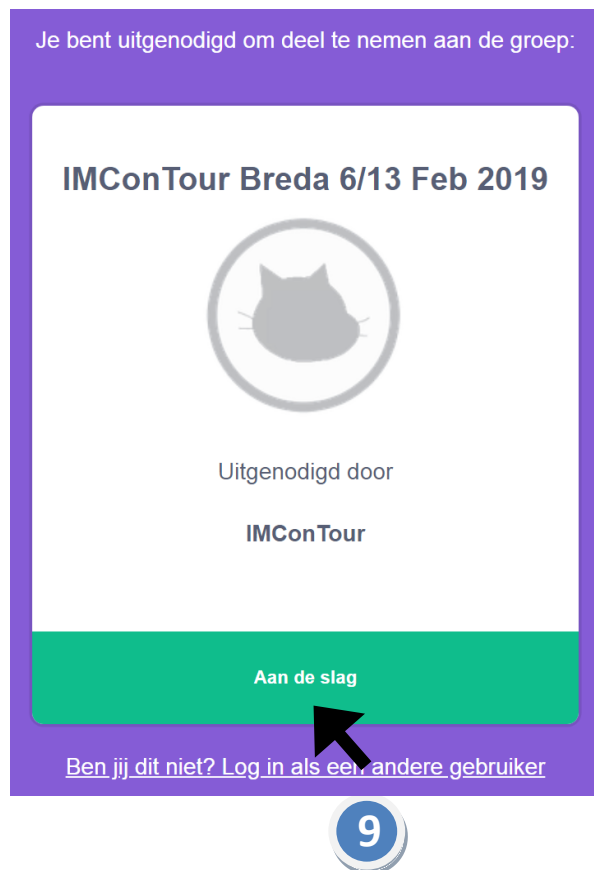 Je bent uitgenodigd om deel te nemen aan de groep:
IMConTour Breda 6/13 Feb 2019
Uitgenodigd door
IMConTour
Aan de slag
Ben jij dit niet? Log in als een andere gebruiker
9